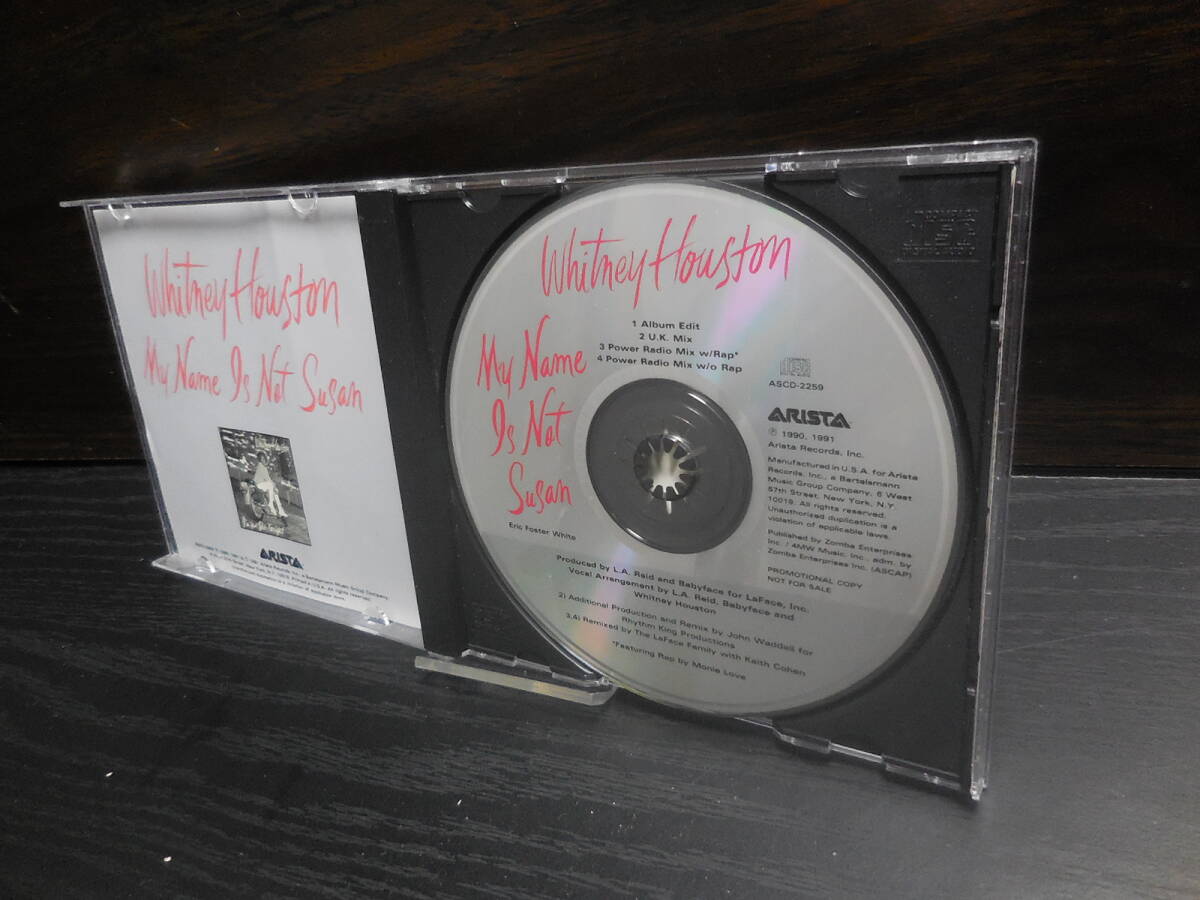 Whitney Houston
My Name Is Not Susan
ARISTA
Whitney Houston
My Name
Is Not
Susan
1 Album Edit
2 U.K. Mix
3 Power Radio Mix w/Rap*
4 Power Radio Mix w/o Rap
ASCD-2259
ARISTA
℗ 1990, 1991
Arista Records, Inc.
Manufactured in U.S.A. for Arista
Records, Inc., a Bertelsmann
Music Group Company, 6 West
57th Street, New York, N.Y.
10019. All rights reserved.
Unauthorized duplication is a
violation of applicable laws.
Published by Zomba Enterprises
Inc. / 4MW Music, Inc. adm. by
Zomba Enterprises Inc. (ASCAP)
PROMOTIONAL COPY
NOT FOR SALE
Eric Foster White
Produced by L.A. Reid and Babyface for LaFace, Inc.
Vocal Arrangement by L.A. Reid, Babyface and
Whitney Houston
2) Additional Production and Remix by John Waddell for
Rhythm King Productions
3,4) Remixed by The LaFace Family with Keith Cohen
*Featuring Rap by Monie Love